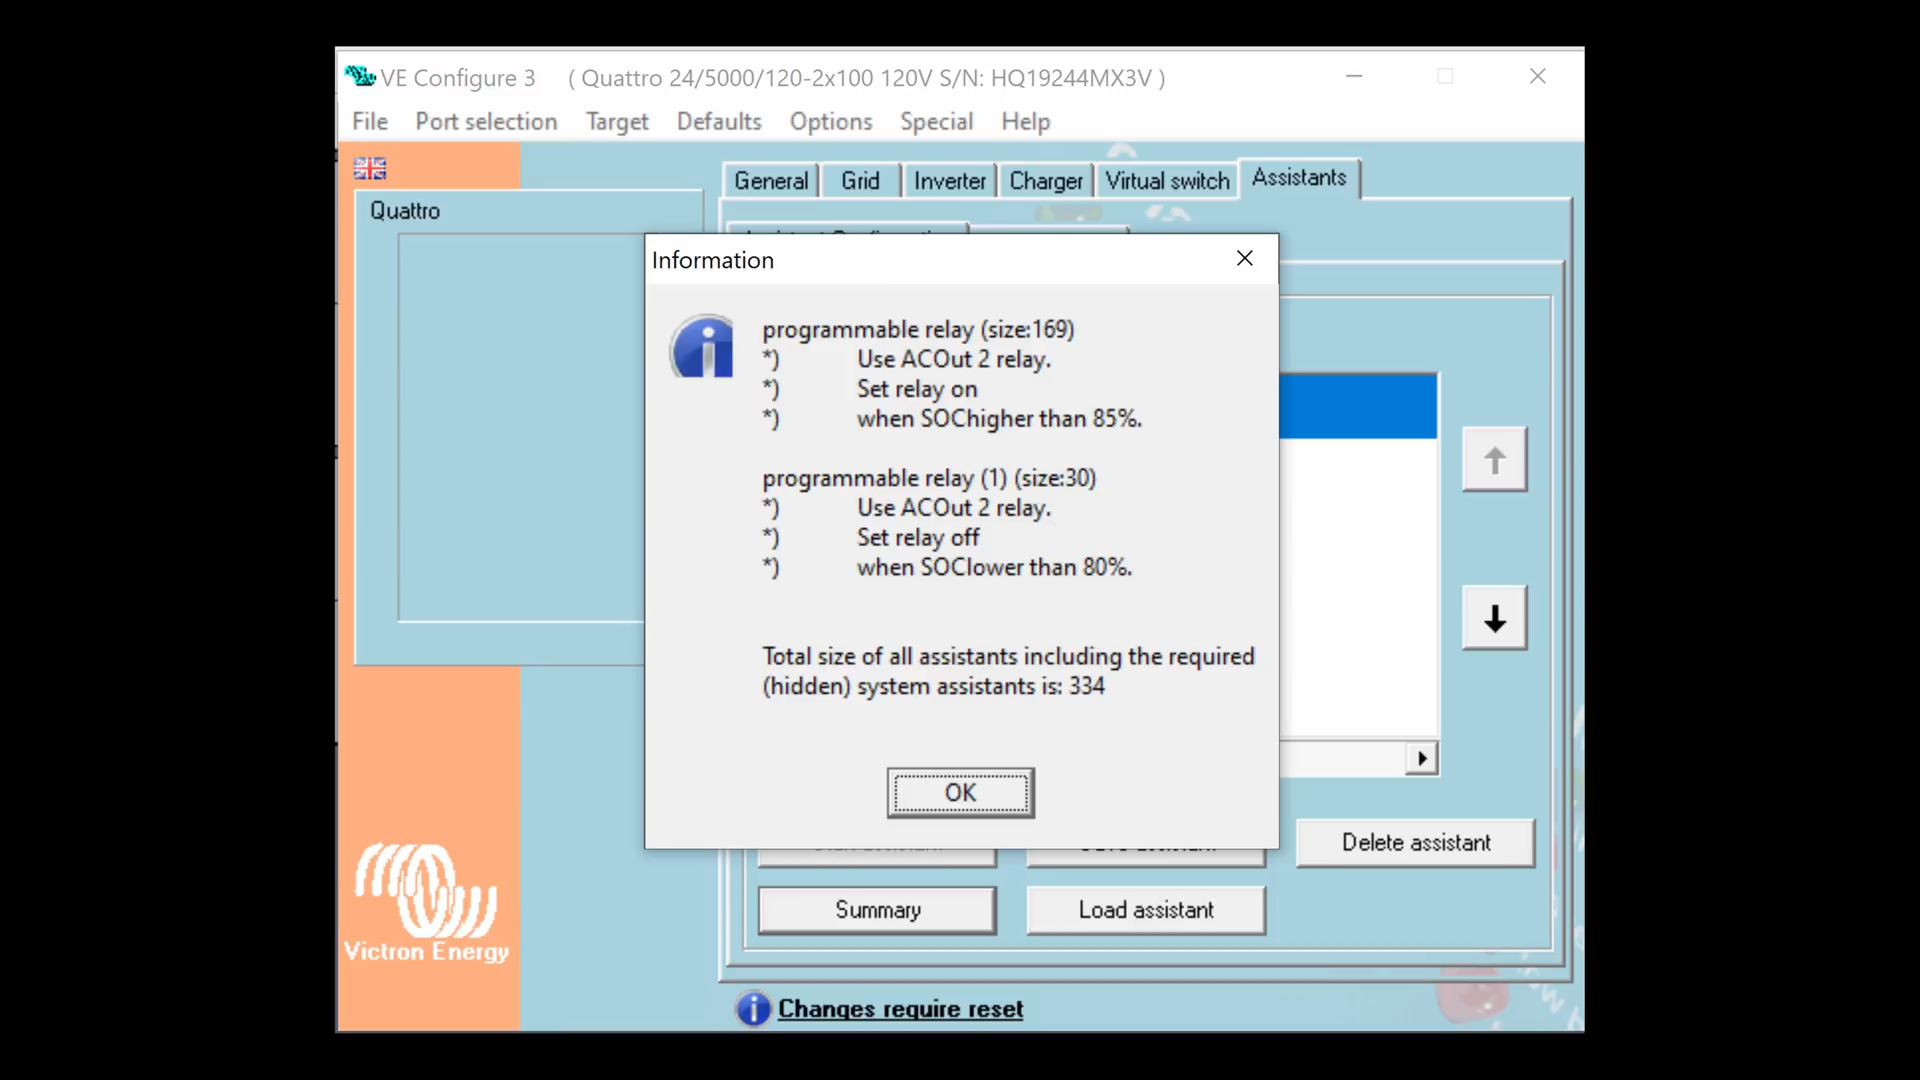 VE Configure 3 ( Quattro 24/5000/120-2x100 120V S/N: HQ19244MX3V )
File Port selection Target Defaults Options Special Help
General Grid Inverter Charger Virtual switch Assistants
Quattro
Information
programmable relay (size:169)
*) Use ACOut 2 relay.
*) Set relay on
*) when SOChigher than 85%.
programmable relay (1) (size:30)
*) Use ACOut 2 relay.
*) Set relay off
*) when SOClower than 80%.
Total size of all assistants including the required
(hidden) system assistants is: 334
OK
Delete assistant
Summary Load assistant
Victron Energy
Changes require reset